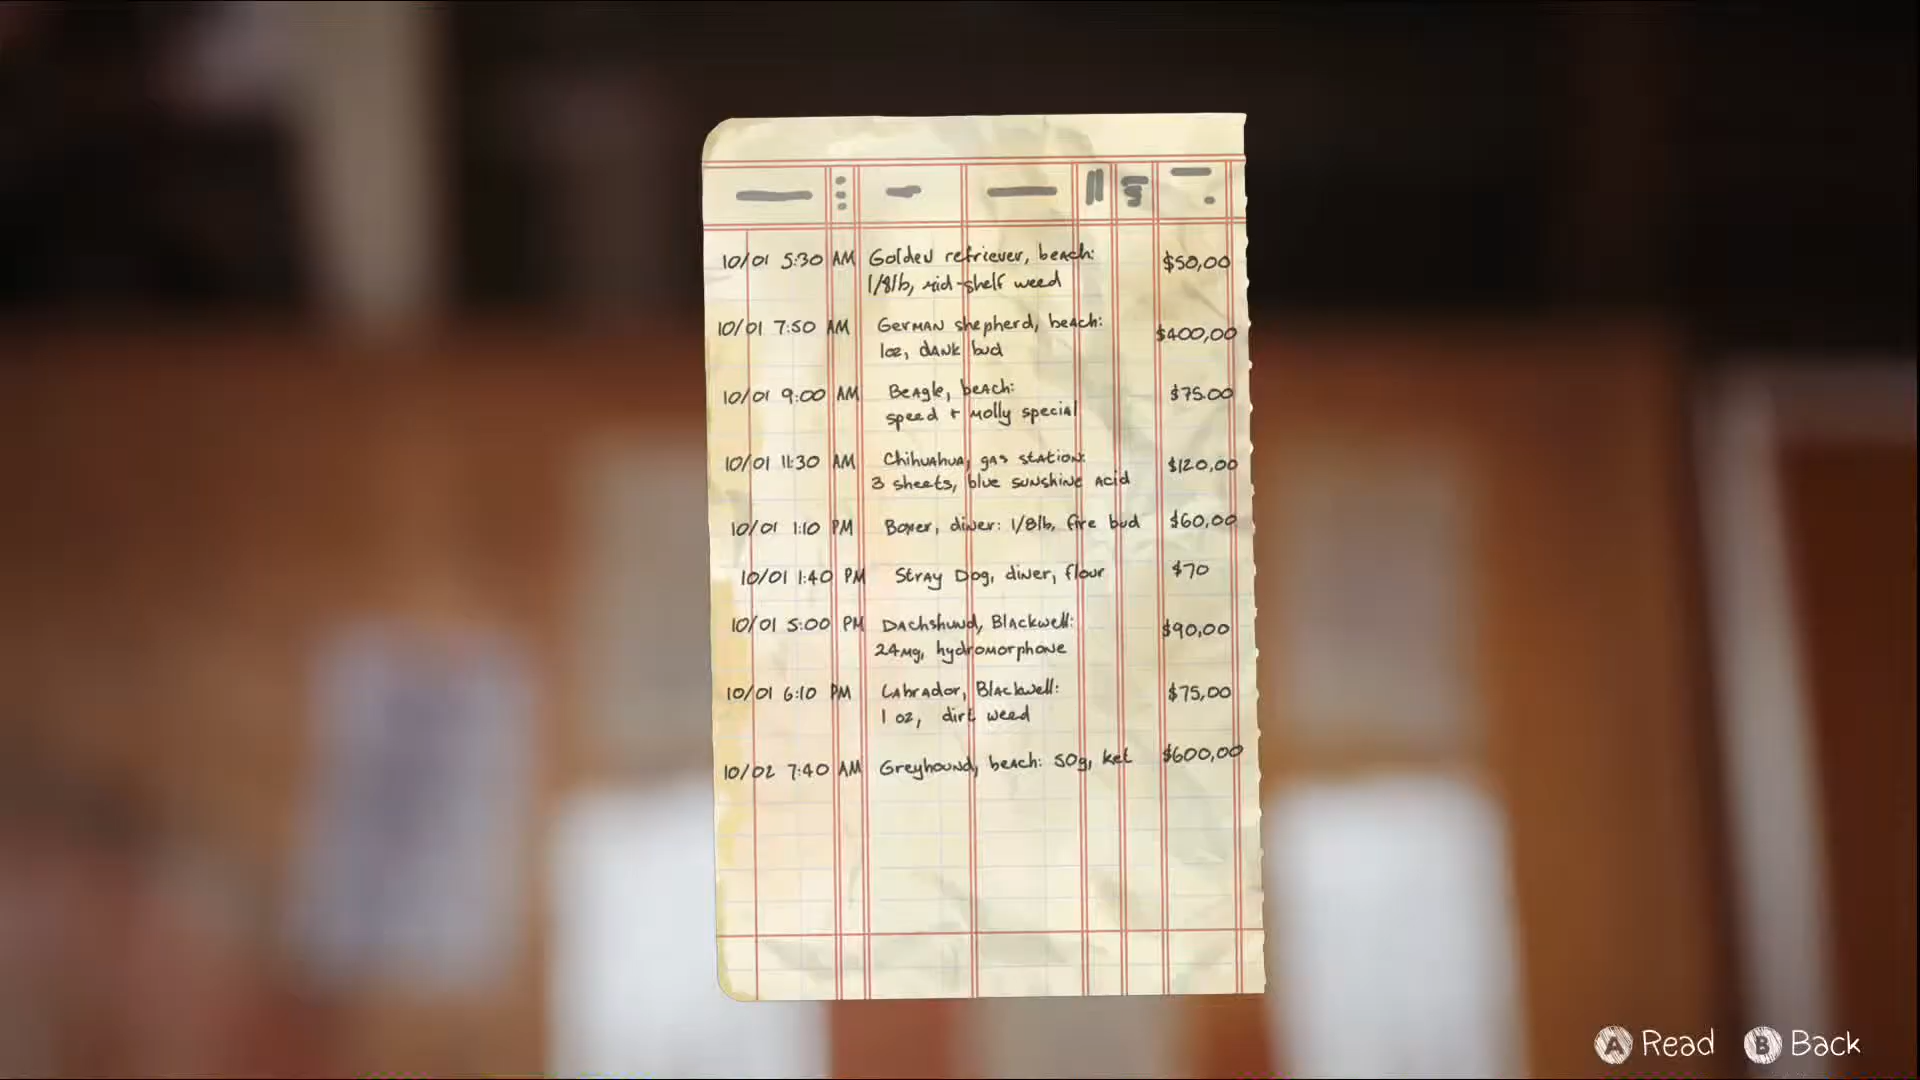 10/01 5:30 AM Golden retriever, beach: $50,00
1/8lb, mid-shelf weed
10/01 7:50 AM German shepherd, beach: $400,00
1oz, dank bud
10/01 9:00 AM Beagle, beach: $75.00
speed + molly special
10/01 11:30 AM Chihuahua, gas station: $120,00
3 sheets, blue sunshine acid
10/01 1:10 PM Boxer, diner: 1/8lb, fire bud $60,00
10/01 1:40 PM Stray Dog, diner, flour $70
10/01 5:00 PM Dachshund, Blackwell: $90,00
24mg, hydromorphone
10/01 6:10 PM Labrador, Blackwell: $75,00
1 oz, dirt weed
10/02 7:40 AM Greyhound, beach: 50g, ket $600,00
A Read B Back